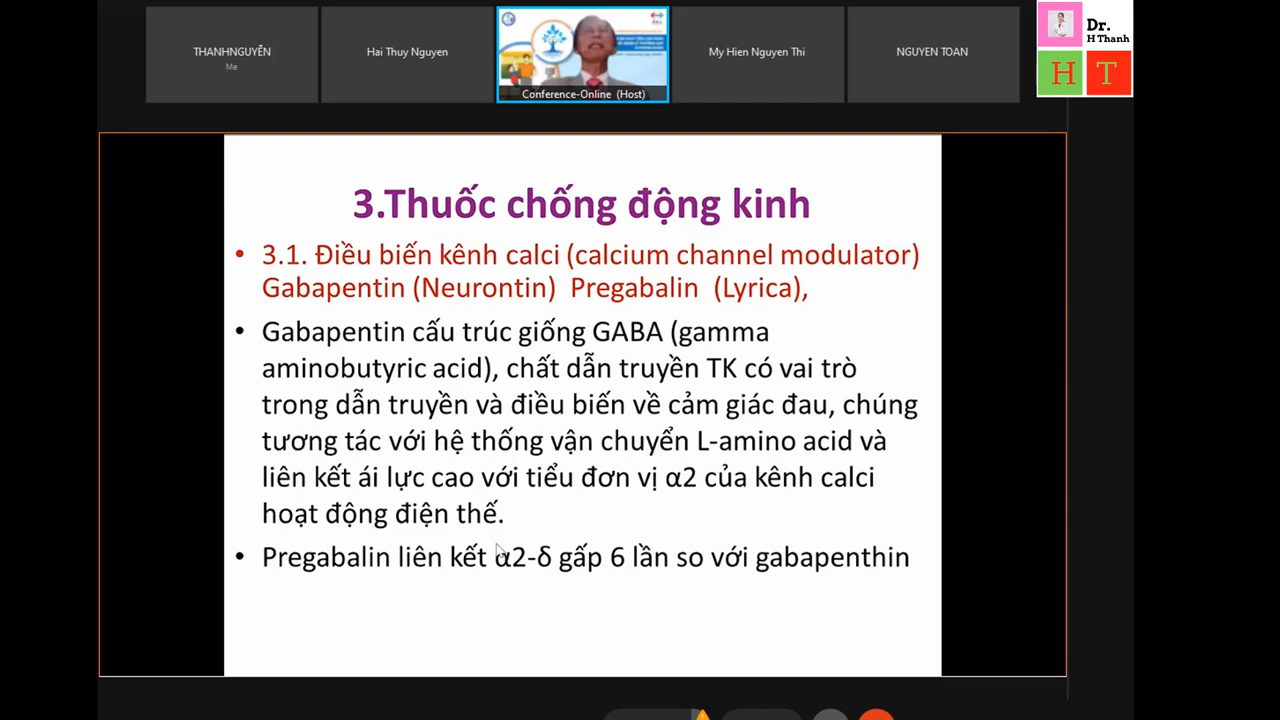 THANHNGUYỄN
Me
Hai Thuy Nguyen
Conference-Online (Host)
My Hien Nguyen Thi
NGUYEN TOAN
Dr.
H Thanh
H T
3.Thuốc chống động kinh
• 3.1. Điều biến kênh calci (calcium channel modulator)
Gabapentin (Neurontin) Pregabalin (Lyrica),
• Gabapentin cấu trúc giống GABA (gamma
aminobutyric acid), chất dẫn truyền TK có vai trò
trong dẫn truyền và điều biến về cảm giác đau, chúng
tương tác với hệ thống vận chuyển L-amino acid và
liên kết ái lực cao với tiểu đơn vị α2 của kênh calci
hoạt động điện thế.
• Pregabalin liên kết α2-δ gấp 6 lần so với gabapenthin